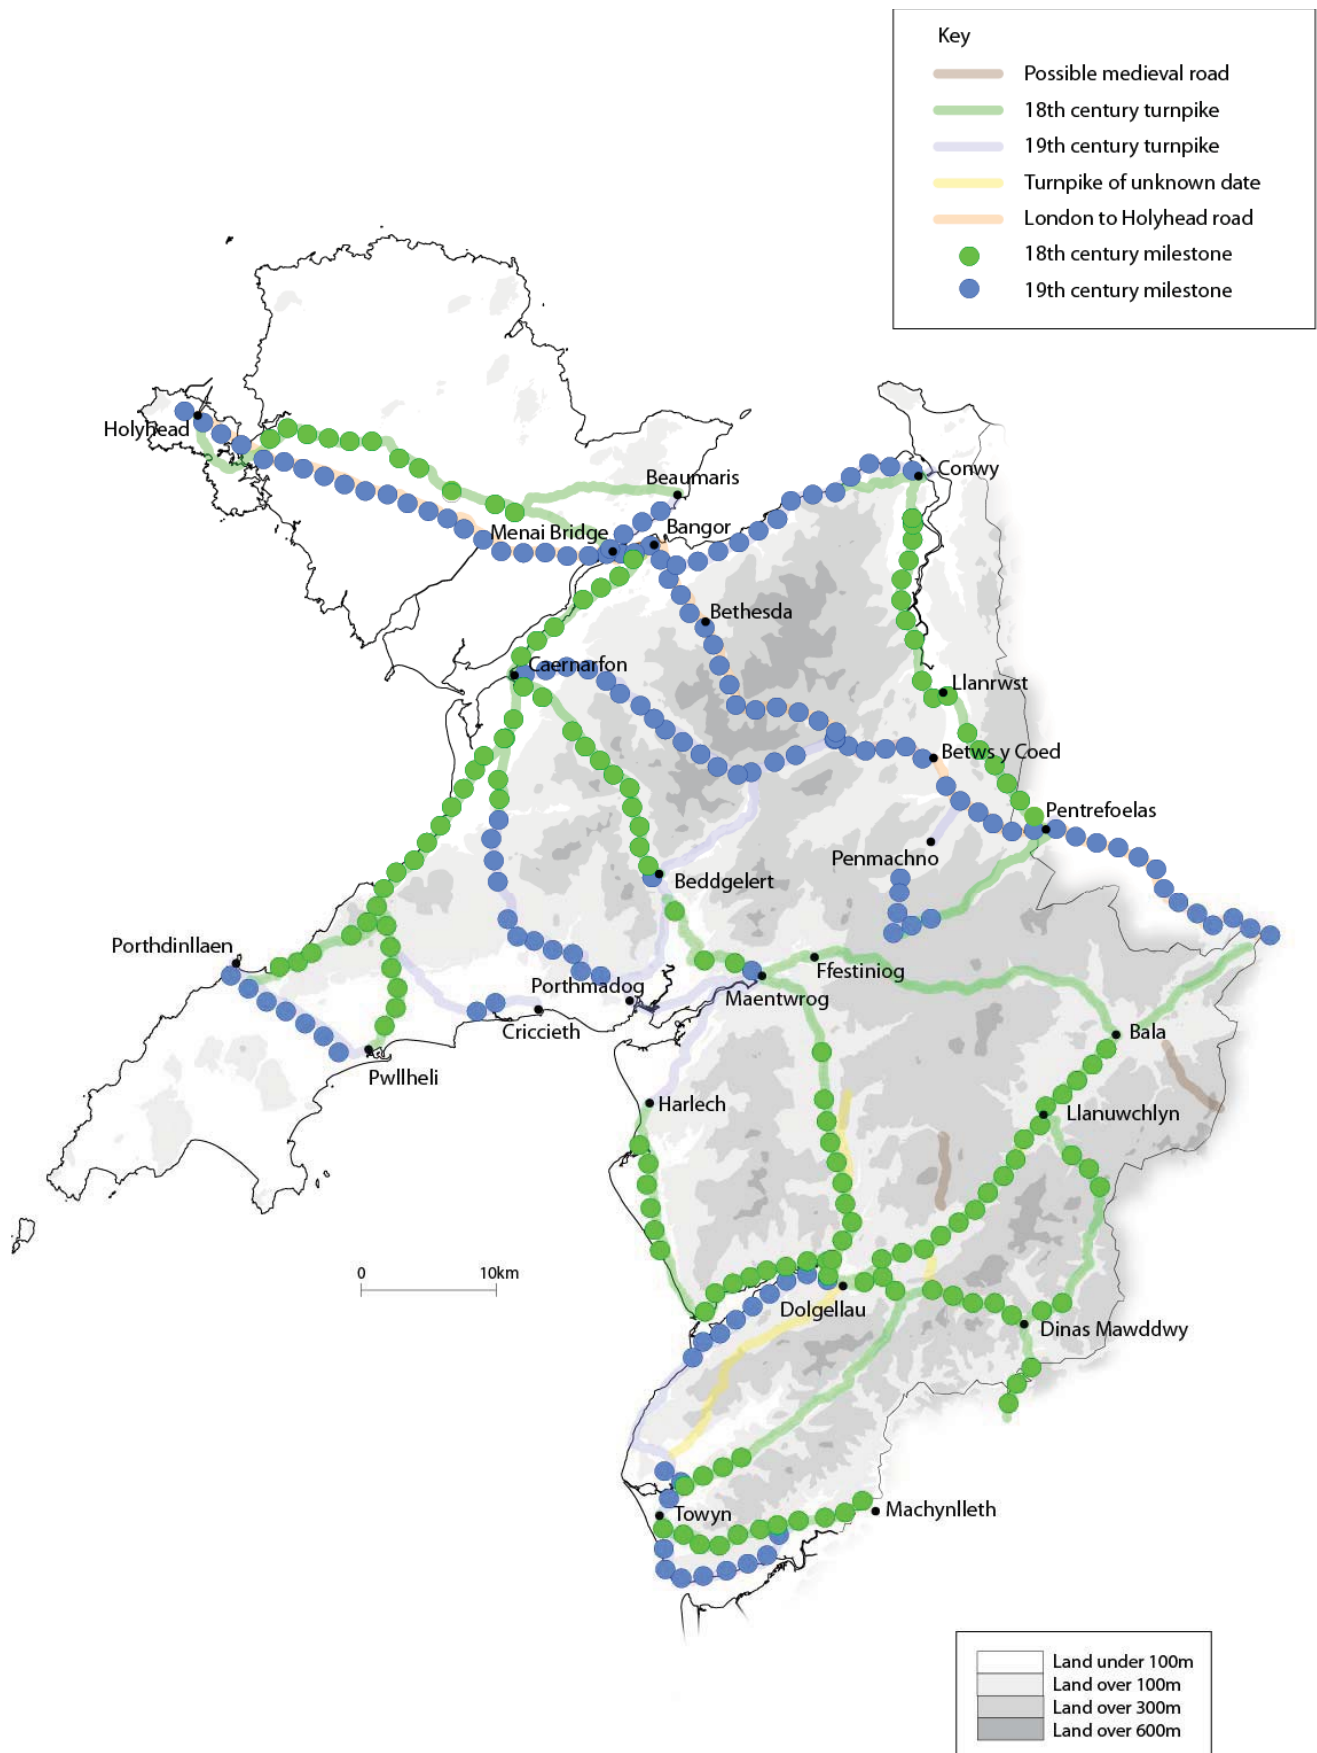 Key
Possible medieval road
18th century turnpike
19th century turnpike
Turnpike of unknown date
London to Holyhead road
18th century milestone
19th century milestone
Holyhead
Beaumaris
Conwy
Menai Bridge
Bangor
Bethesda
Caernarfon
Llanrwst
Betws y Coed
Pentrefoelas
Penmachno
Beddgelert
Porthdinllaen
Ffestiniog
Porthmadog
Maentwrog
Criccieth
Bala
Pwllheli
Harlech
Llanuwchlyn
0 10km
Dolgellau
Dinas Mawddwy
Towyn
Machynlleth
Land under 100m
Land over 100m
Land over 300m
Land over 600m